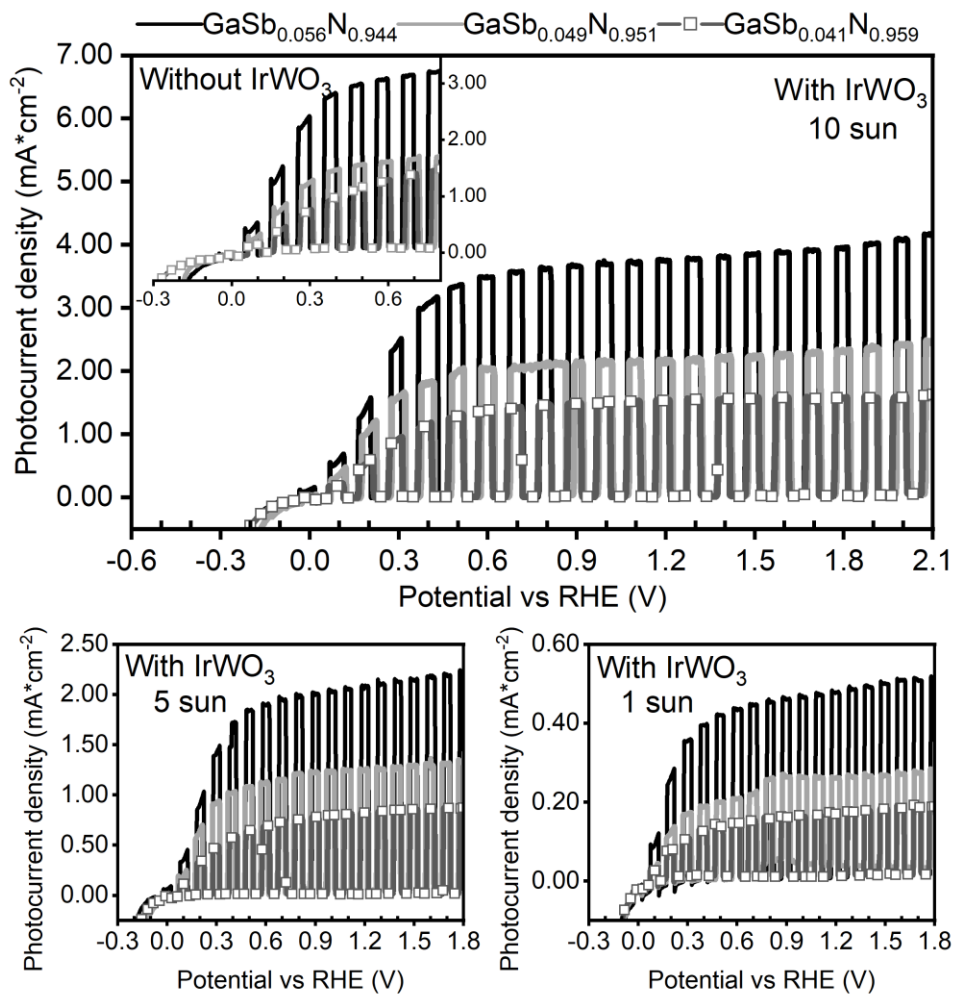 GaSb0.056N0.944 GaSb0.049N0.951 GaSb0.041N0.959
7.00
6.00
5.00
4.00
3.00
2.00
1.00
0.00
Photocurrent density (mA*cm-2)
Without IrWO3
3.00
2.00
1.00
0.00
-0.3 0.0 0.3 0.6
With IrWO3
10 sun
-0.6 -0.3 0.0 0.3 0.6 0.9 1.2 1.5 1.8 2.1
Potential vs RHE (V)
2.50
2.00
1.50
1.00
0.50
0.00
Photocurrent density (mA*cm-2)
With IrWO3
5 sun
-0.3 0.0 0.3 0.6 0.9 1.2 1.5 1.8
Potential vs RHE (V)
0.60
0.40
0.20
0.00
Photocurrent density (mA*cm-2)
With IrWO3
1 sun
-0.3 0.0 0.3 0.6 0.9 1.2 1.5 1.8
Potential vs RHE (V)